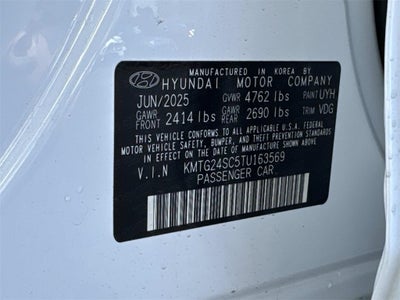 MANUFACTURED IN KOREA BY
HYUNDAI MOTOR COMPANY
JUN/2025 GVWR 4762 lbs PAINT UYH
GAWR FRONT 2414 lbs GAWR REAR 2690 lbs TRIM VDG
THIS VEHICLE CONFORMS TO ALL APPLICABLE
U.S. FEDERAL MOTOR VEHICLE SAFETY, BUMPER, AND THEFT PREVENTION
STANDARDS IN EFFECT ON THE DATE OF MANUFACTURE SHOWN ABOVE.
V.I.N KMTG24SC5TU163569
PASSENGER CAR